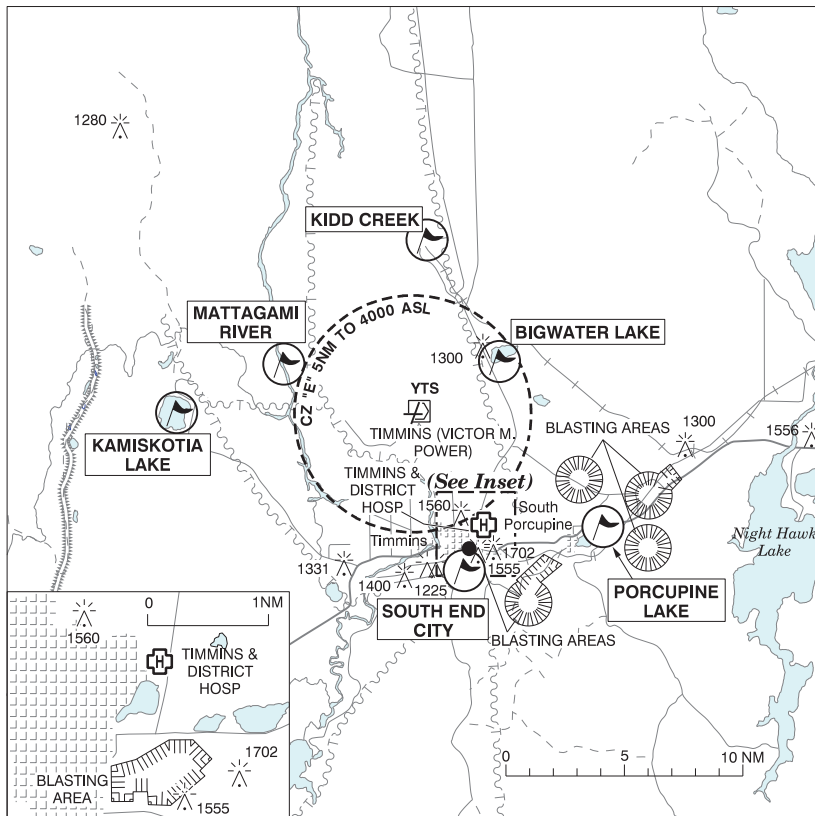 1280
KIDD CREEK
MATTAGAMI
RIVER
CZ "E" 5NM TO 4000 ASL
1300
BIGWATER LAKE
YTS
TIMMINS (VICTOR M.
POWER)
KAMISKOTIA
LAKE
BLASTING AREAS
1300
1556
(See Inset)
TIMMINS &
DISTRICT
HOSP
1560
H
South
Porcupine
Timmins
1702
1555
Night Hawk
Lake
1331
1400
1225
SOUTH END
CITY
PORCUPINE
LAKE
BLASTING AREAS
0 5 10 NM
0 1NM
1560
H
TIMMINS &
DISTRICT
HOSP
1702
BLASTING
AREA
1555